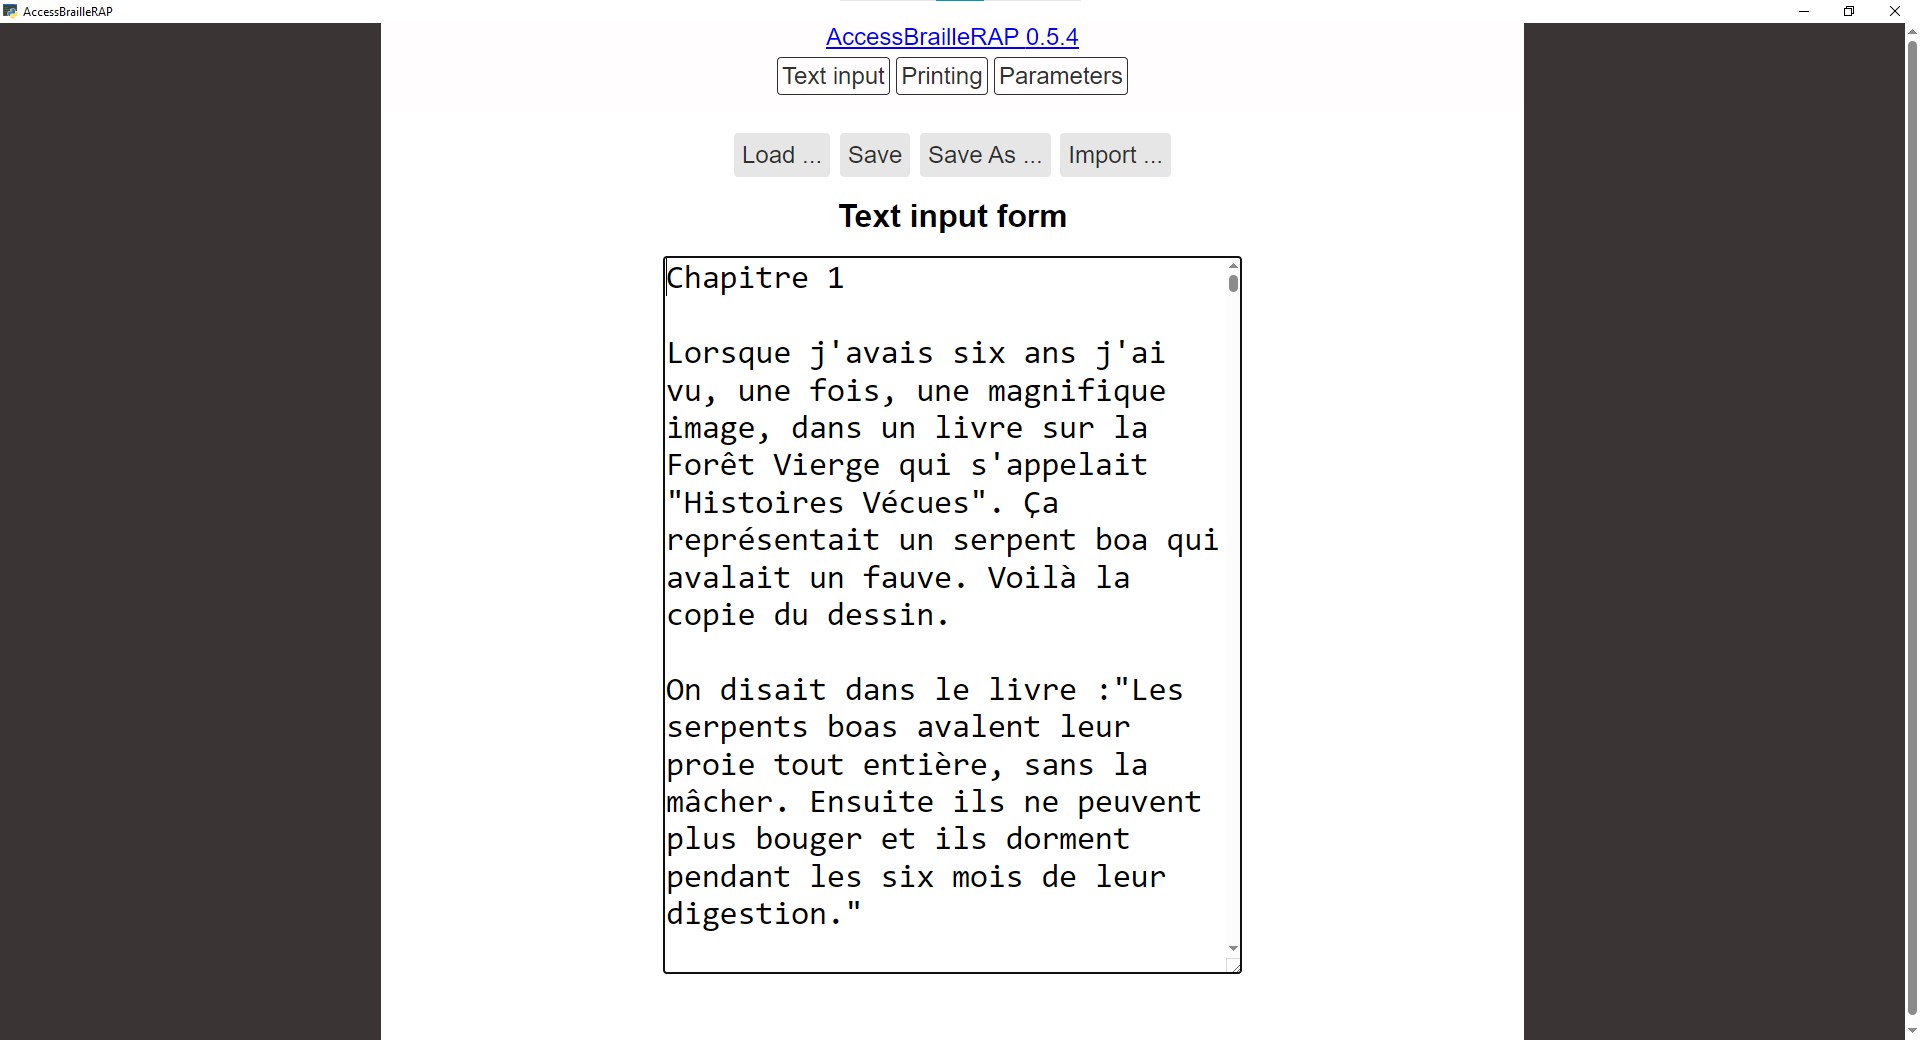 AccessBrailleRAP
AccessBrailleRAP 0.5.4
Text input Printing Parameters
Load ... Save Save As ... Import ...
Text input form
Chapitre 1
Lorsque j'avais six ans j'ai
vu, une fois, une magnifique
image, dans un livre sur la
Forêt Vierge qui s'appelait
"Histoires Vécues". Ça
représentait un serpent boa qui
avalait un fauve. Voilà la
copie du dessin.
On disait dans le livre :"Les
serpents boas avalent leur
proie tout entière, sans la
mâcher. Ensuite ils ne peuvent
plus bouger et ils dorment
pendant les six mois de leur
digestion."